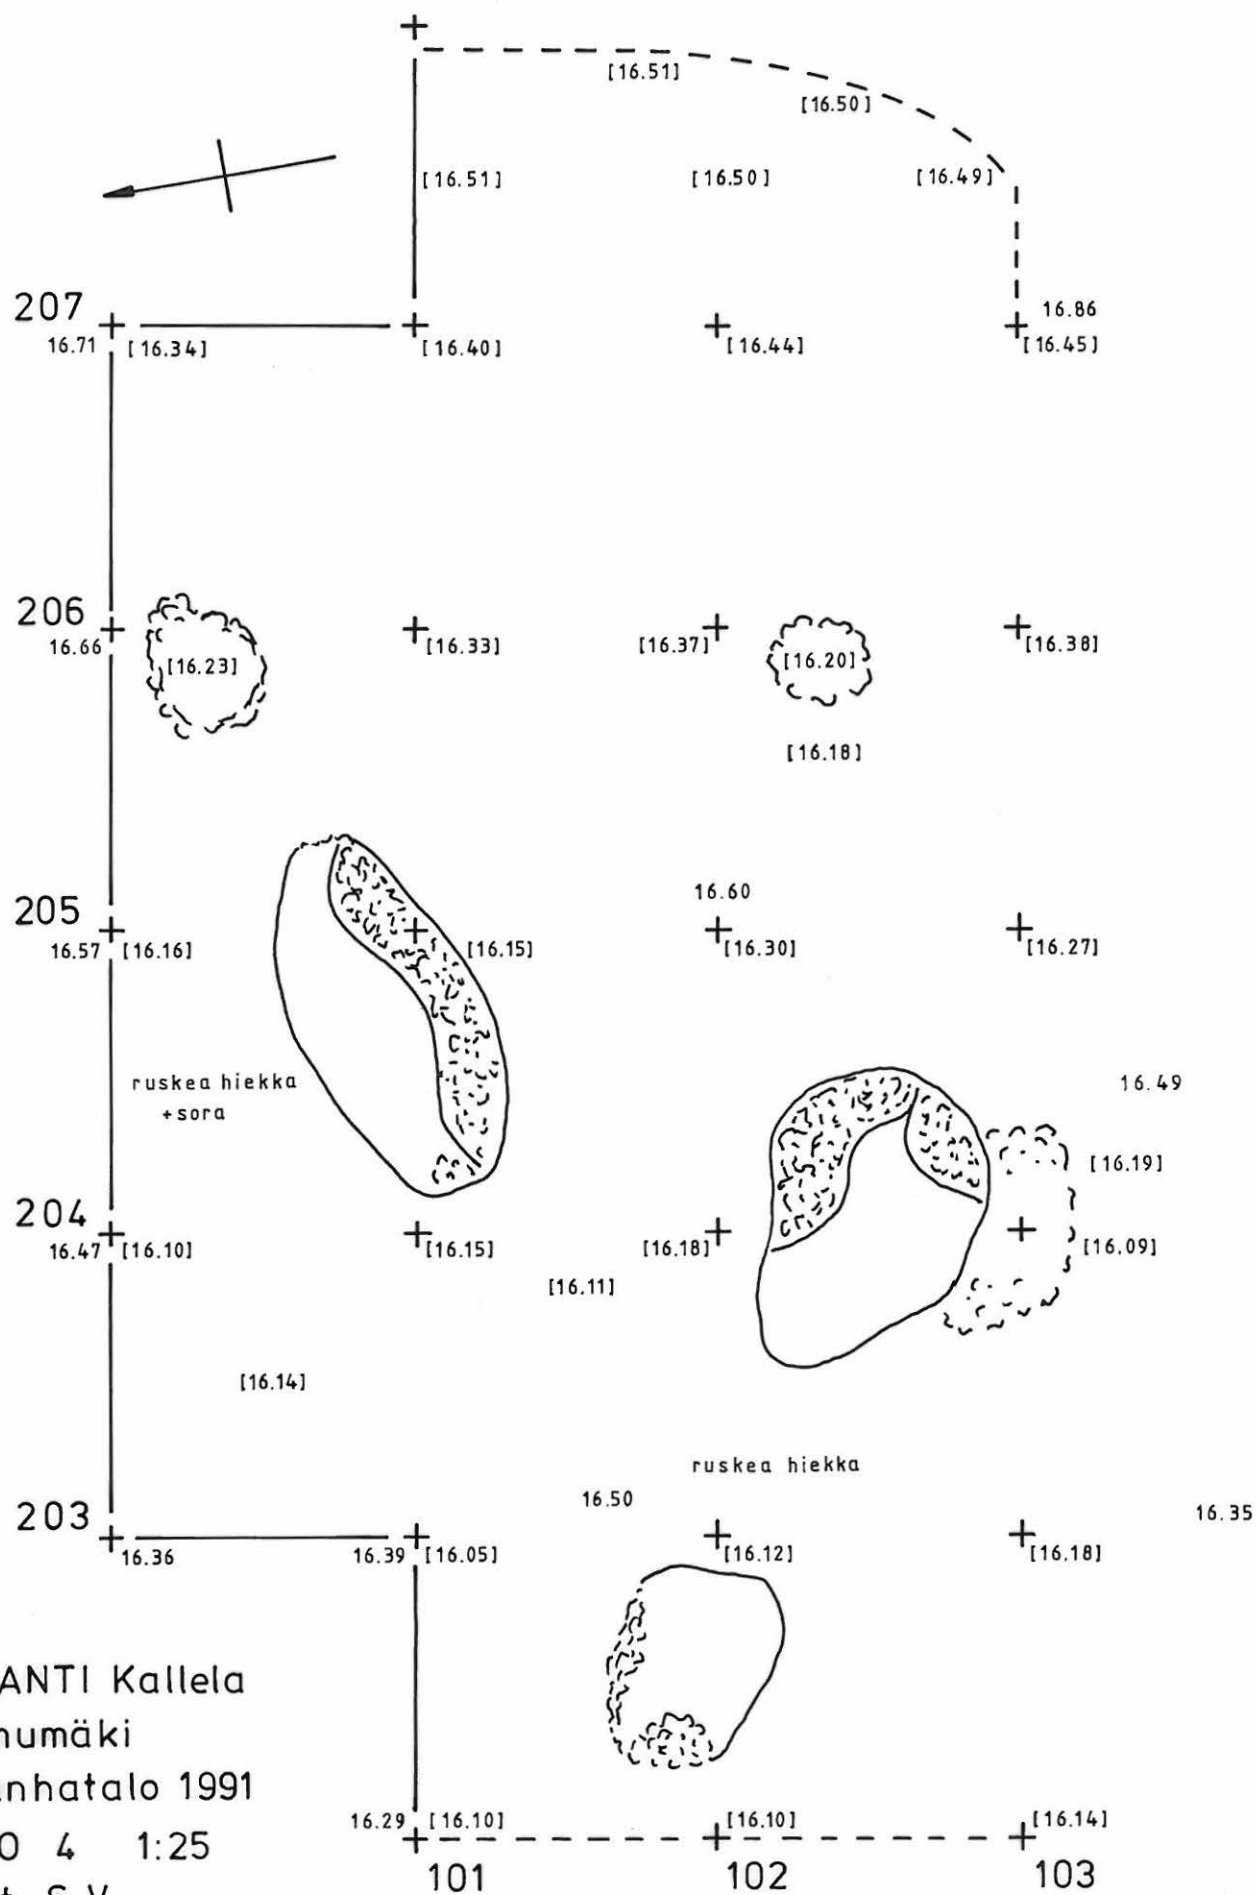 [16.51]
[16.50]
[16.51] [16.50] [16.49]
207
16.86
16.71 [16.34] [16.40] [16.44] [16.45]
206
16.66 [16.23] [16.33] [16.37] [16.20] [16.38]
[16.18]
205
16.60
16.57 [16.16] [16.15] [16.30] [16.27]
ruskea hiekka
+sora
16.49
[16.19]
204
16.47 [16.10] [16.15] [16.18] [16.09]
[16.11]
[16.14]
ruskea hiekka
16.50
16.35
203
16.36 16.39 [16.05] [16.12] [16.18]
ANTI Kallela
numäki
nhatalo 1991
16.29 [16.10] [16.10] [16.14]
O 4 1:25
101 102 103
t. S.V.